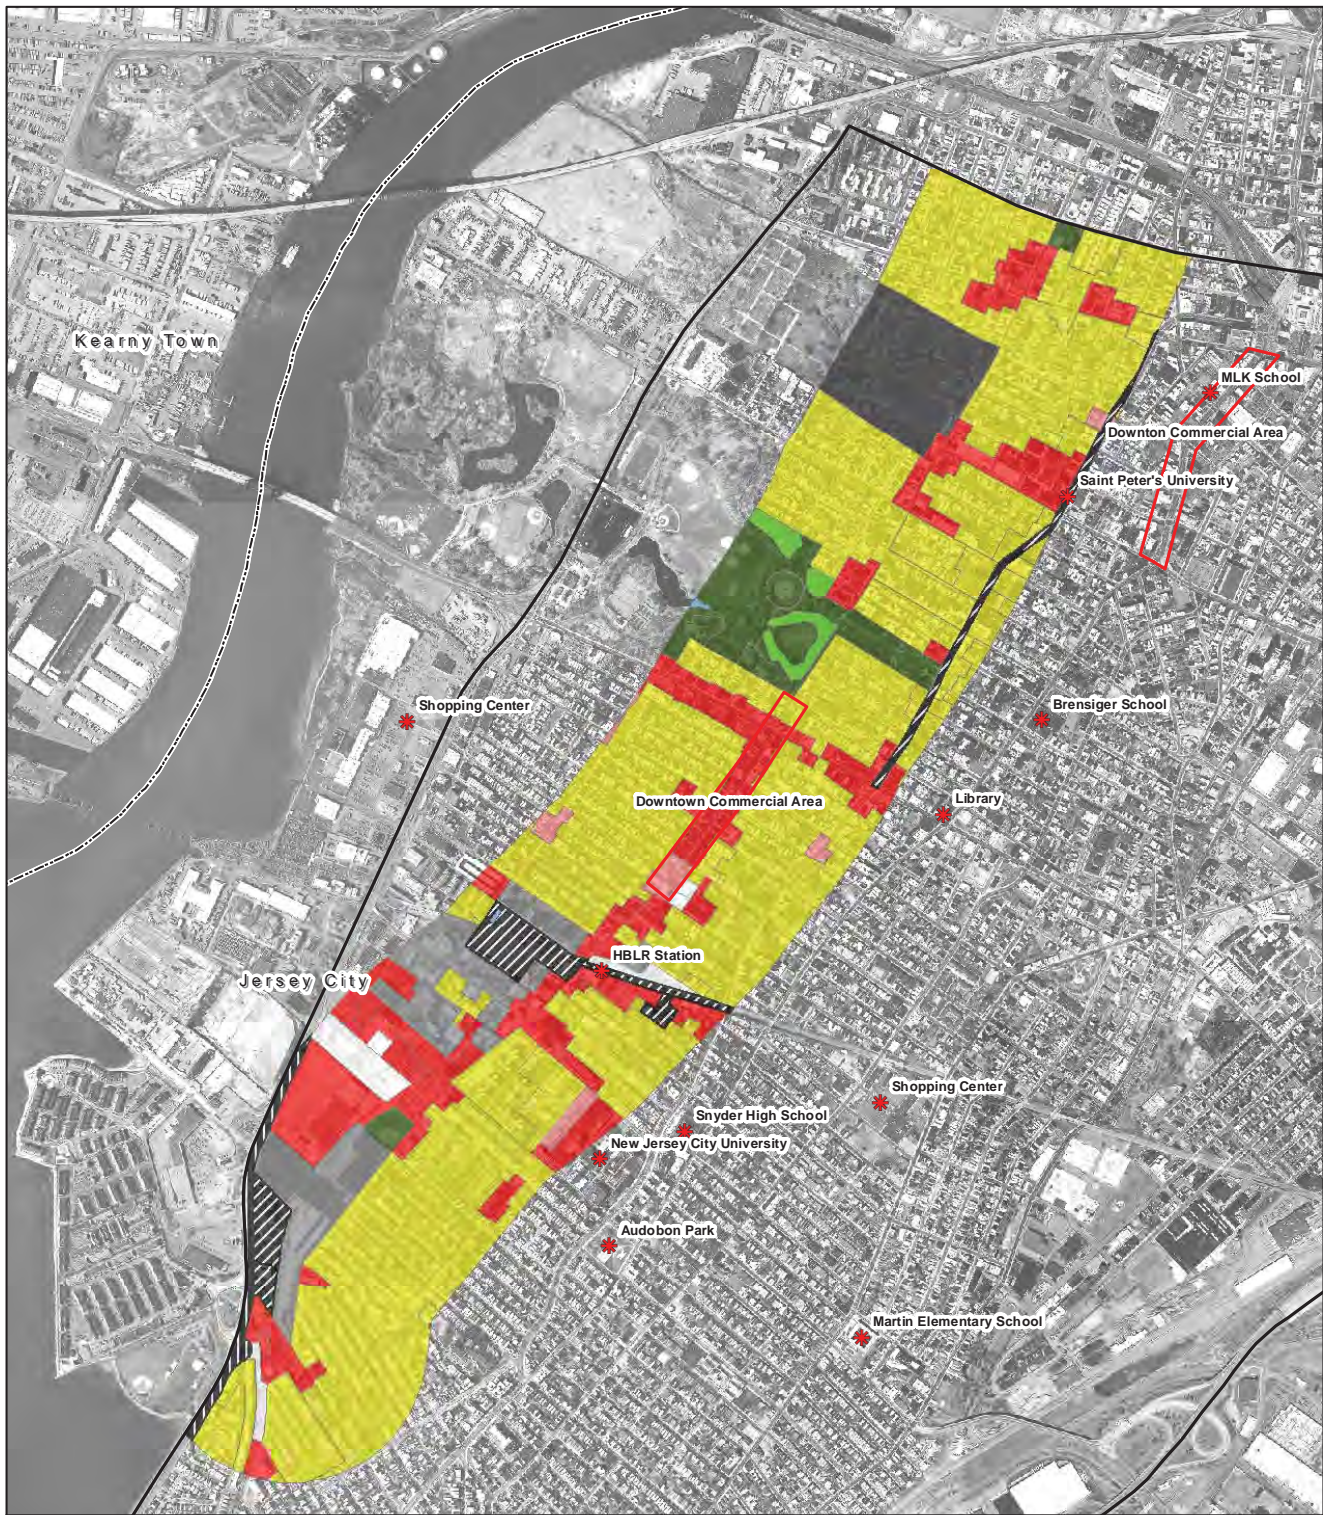 Kearny Town
MLK School
Downton Commercial Area
Saint Peter's University
Shopping Center
Brensiger School
Downtown Commercial Area
Library
HBLR Station
Jersey City
Shopping Center
Snyder High School
New Jersey City University
Audobon Park
Martin Elementary School